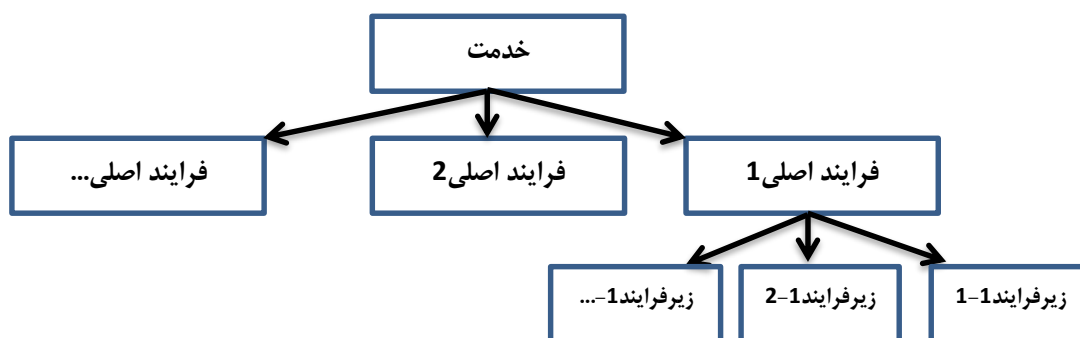 خدمت
فرایند اصلی1
فرایند اصلی2
فرایند اصلی...
زیرفرایند1-1
زیرفرایند1-2
زیرفرایند1-...